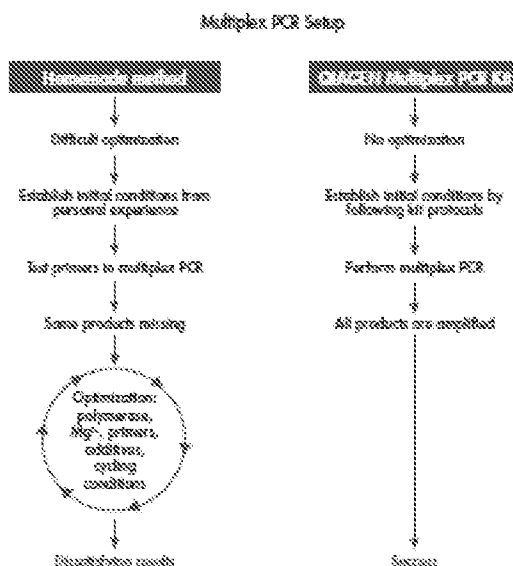 Multiplex PCR Setup
Homemade method
QIAGEN Multiplex PCR Kit
Difficult optimization
No optimization
Establish initial conditions from
personal experience
Establish initial conditions by
following kit protocols
Test primers in multiplex PCR
Perform multiplex PCR
Some products missing
All products are amplified
Optimization:
polymerase,
Mg²⁺, primers,
additives,
cycling
conditions
Dissatisfying results
Success